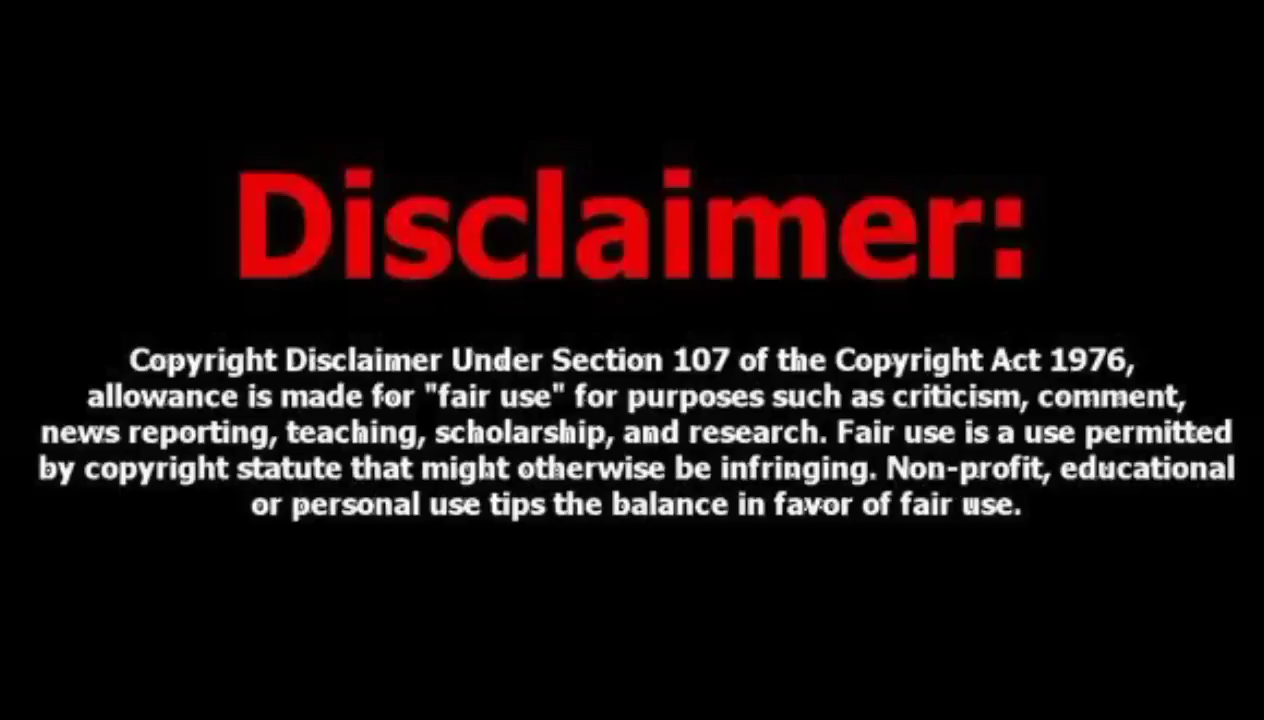 Disclaimer:
Copyright Disclaimer Under Section 107 of the Copyright Act 1976,
allowance is made for "fair use" for purposes such as criticism, comment,
news reporting, teaching, scholarship, and research. Fair use is a use permitted
by copyright statute that might otherwise be infringing. Non-profit, educational
or personal use tips the balance in favor of fair use.